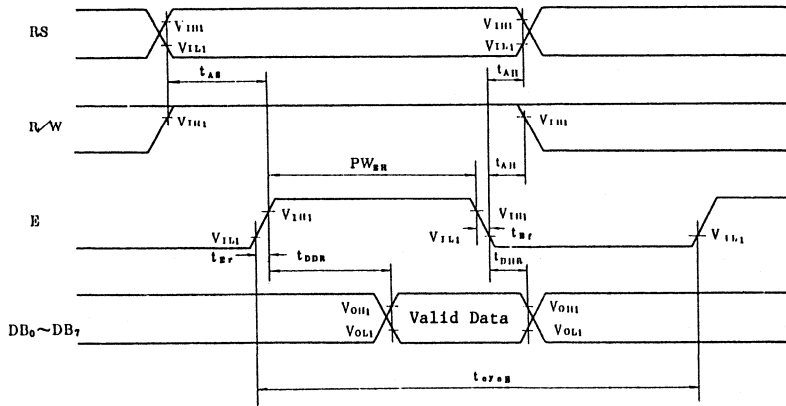 RS
VIH1
VIL1
VIH1
VIL1
tAS
tAH
R/W
VIH1
VIH1
PWEH
tAH
E
VIH1
VIH1
VIL1
VIL1
tEf
VIL1
tEr
tDDR
tDHR
DB0~DB7
VOH1
VOL1
Valid Data
VOH1
VOL1
tcycE